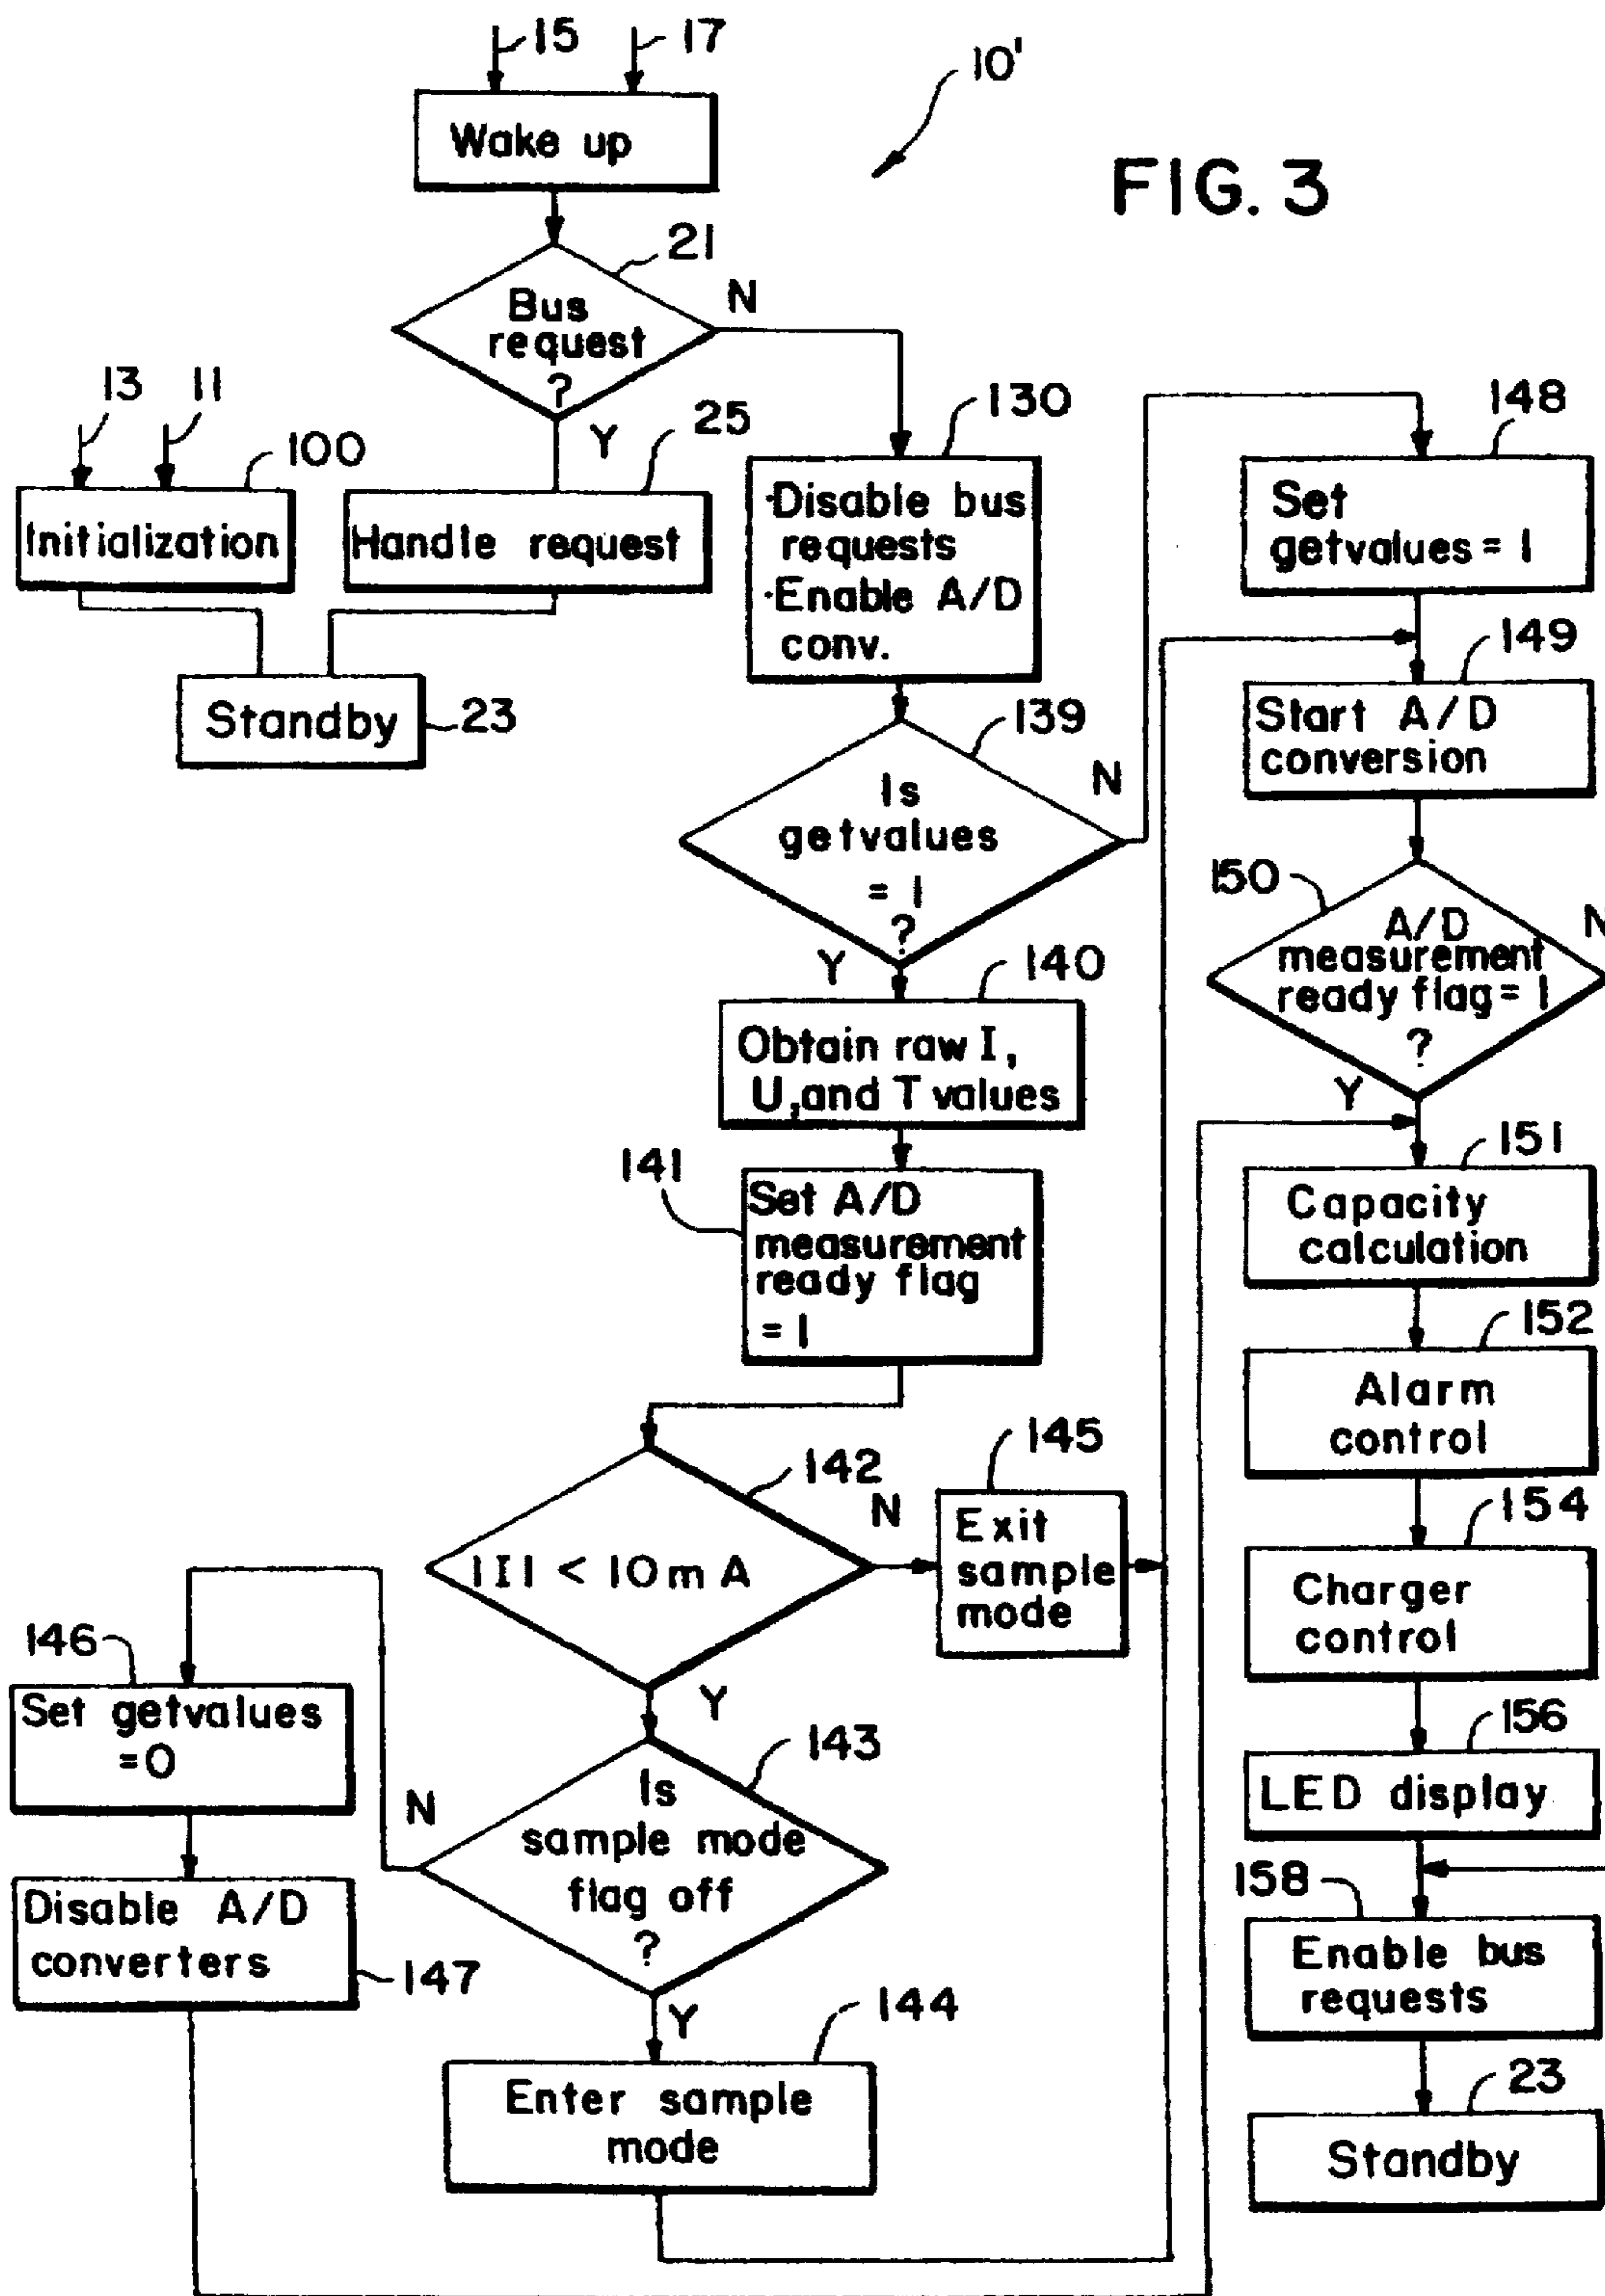 15
17
10'
FIG. 3
Wake up
21
Bus
request
?
N
Y
13
11
100
Initialization
25
Handle request
Standby
23
130
·Disable bus
requests
·Enable A/D
conv.
139
Is
getvalues
= 1
?
N
Y
140
Obtain raw I,
U, and T values
141
Set A/D
measurement
ready flag
= 1
142
|I| < 10mA
N
Y
145
Exit
sample
mode
143
Is
sample mode
flag off
?
N
Y
146
Set getvalues
=0
Disable A/D
converters
147
144
Enter sample
mode
148
Set
getvalues = 1
149
Start A/D
conversion
150
A/D
measurement
ready flag = 1
?
N
Y
151
Capacity
calculation
152
Alarm
control
154
Charger
control
156
LED display
158
Enable bus
requests
23
Standby